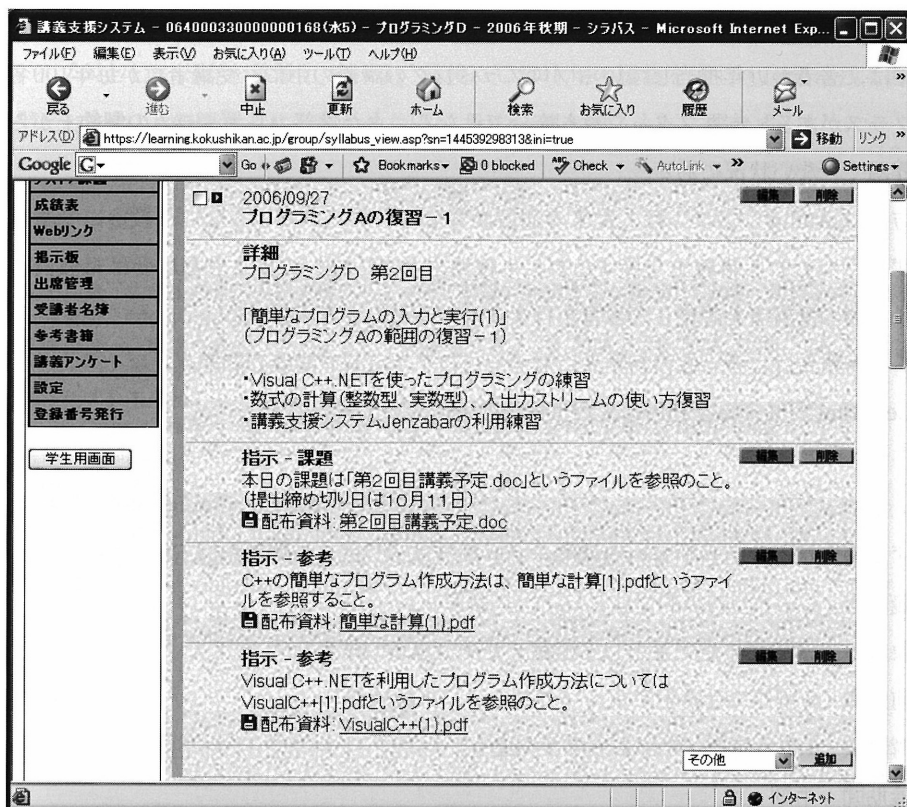 講義支援システム - 064000330000000168(水5) - プログラミングD - 2006年秋期 - シラバス - Microsoft Internet Exp...
ファイル(F) 編集(E) 表示(V) お気に入り(A) ツール(T) ヘルプ(H)
戻る 進む 中止 更新 ホーム 検索 お気に入り 履歴 メール
アドレス(D) https://learning.kokushikan.ac.jp/group/syllabus_view.asp?sn=144539298313&ini=true 移動 リンク
Google G Go Bookmarks 0 blocked Check AutoLink Settings
成績表
Webリンク
掲示板
出席管理
受講者名簿
参考書籍
講義アンケート
設定
登録番号発行
学生用画面
2006/09/27 編集 削除
プログラミングAの復習-1
詳細
プログラミングD 第2回目
「簡単なプログラムの入力と実行(1)」
(プログラミングAの範囲の復習-1)
・Visual C++.NETを使ったプログラミングの練習
・数式の計算(整数型、実数型)、入出力ストリームの使い方復習
・講義支援システムJenzabarの利用練習
指示 - 課題 編集 削除
本日の課題は「第2回目講義予定.doc」というファイルを参照のこと。
(提出締め切り日は10月11日)
配布資料: 第2回目講義予定.doc
指示 - 参考 編集 削除
C++の簡単なプログラム作成方法は、簡単な計算[1].pdfというファイ
ルを参照すること。
配布資料: 簡単な計算(1).pdf
指示 - 参考 編集 削除
Visual C++.NETを利用したプログラム作成方法については
VisualC++[1].pdfというファイルを参照のこと。
配布資料: VisualC++(1).pdf
その他 追加
インターネット